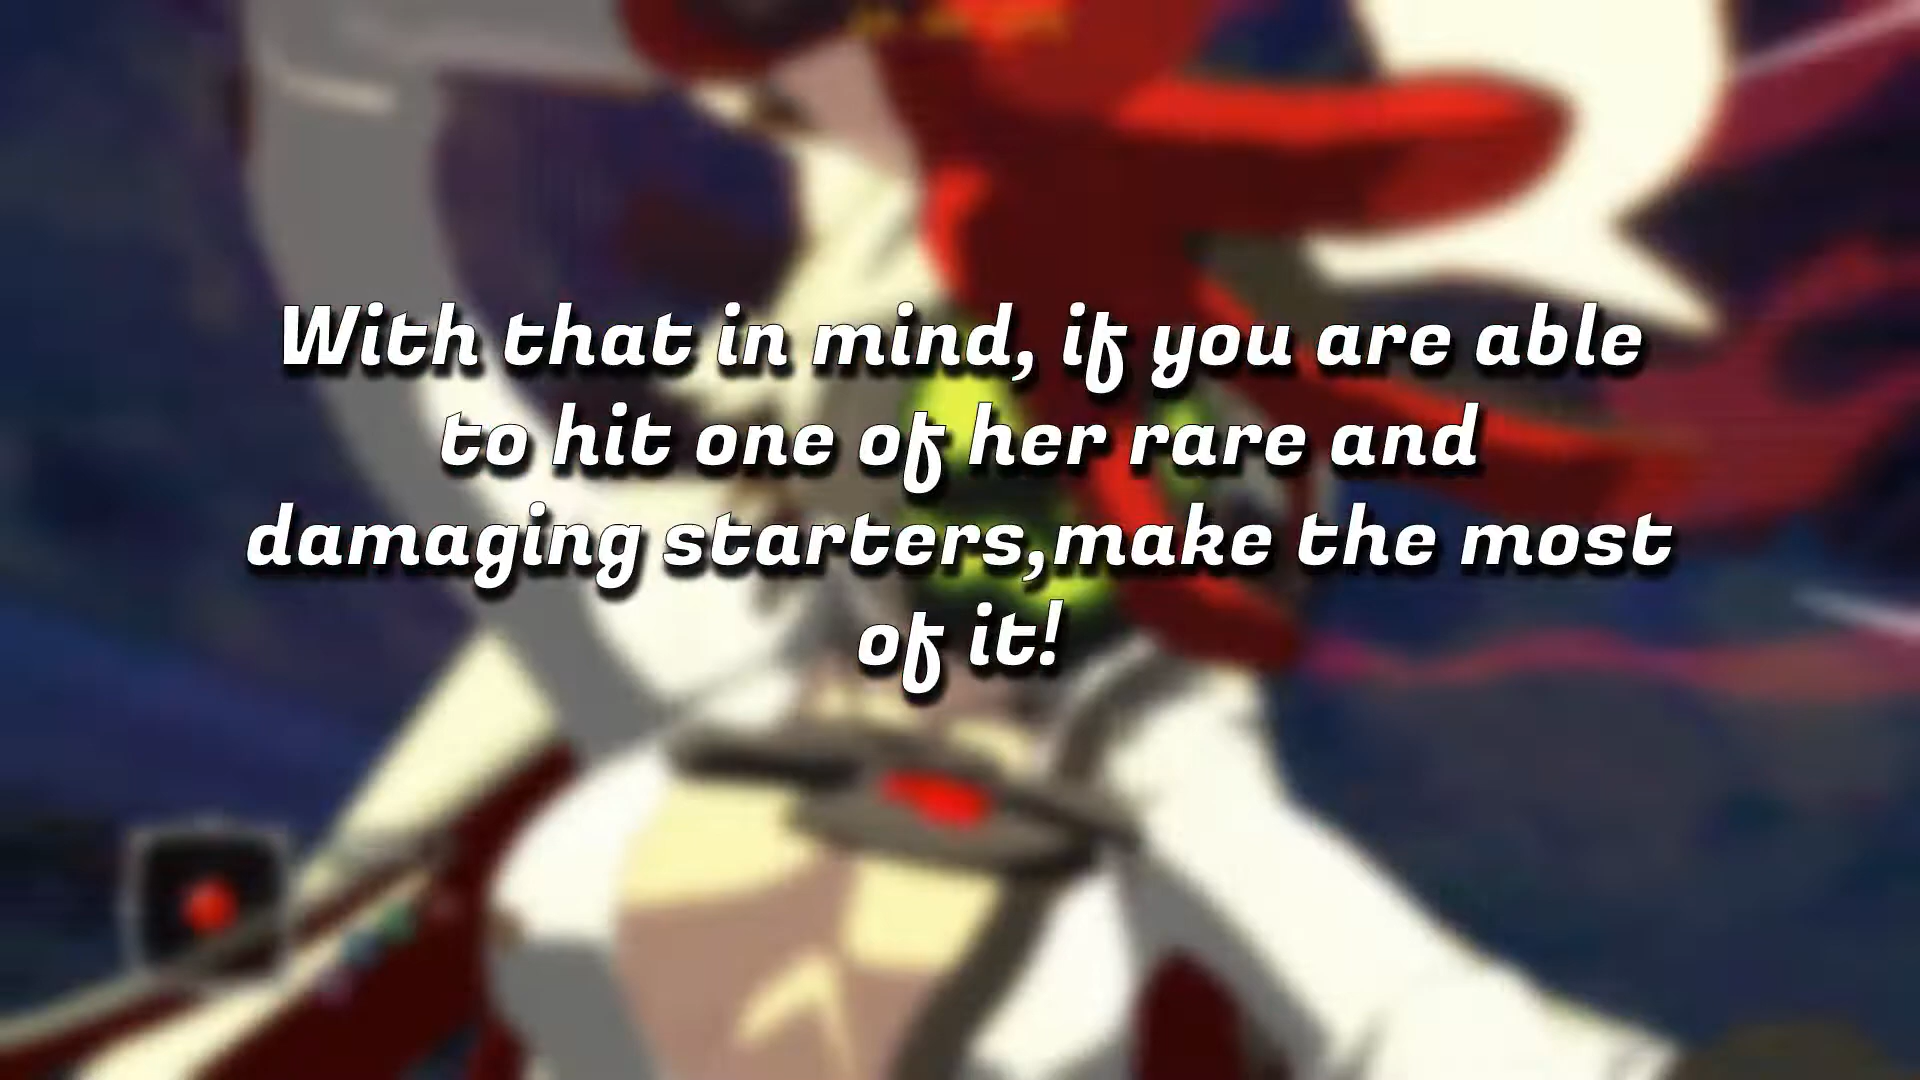 With that in mind, if you are able
to hit one of her rare and
damaging starters,make the most
of it!